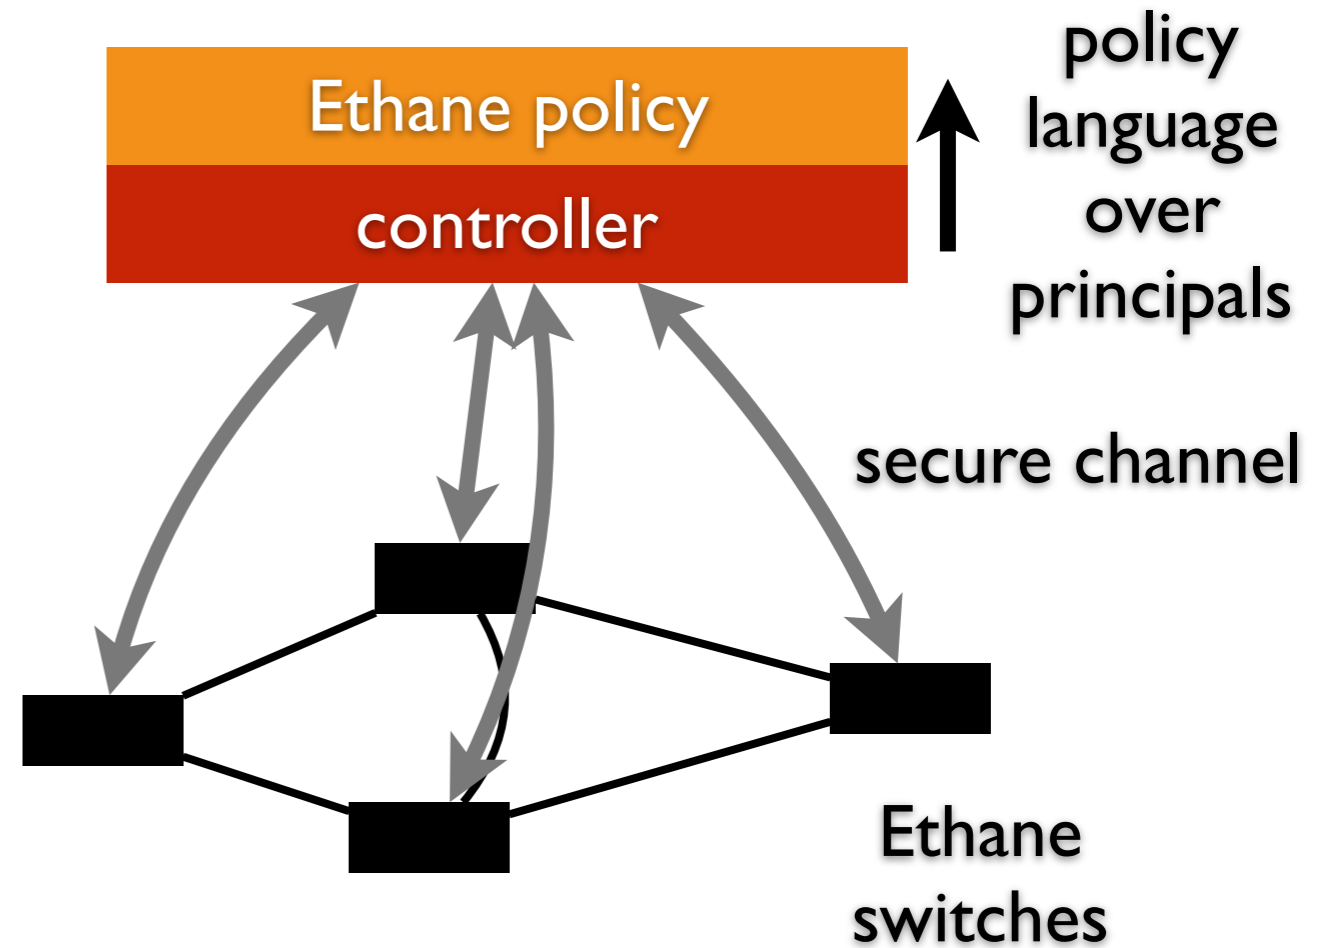 policy
language
over
principals
Ethane policy
controller
secure channel
Ethane
switches